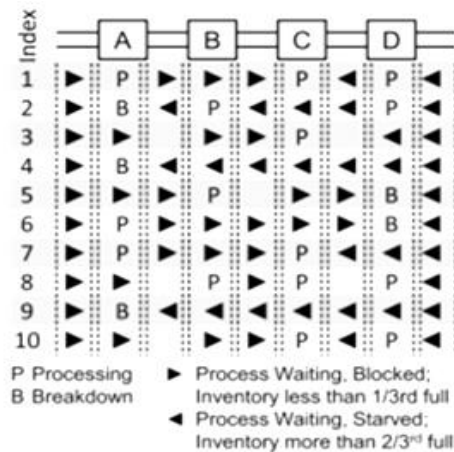 Index
A B C D
1 P P P
2 B P P
3 P
4 B
5 P B
6 P B
7 P
8 P P P
9 B
10 P P
P Processing
B Breakdown
Process Waiting, Blocked;
Inventory less than 1/3rd full
Process Waiting, Starved;
Inventory more than 2/3rd full